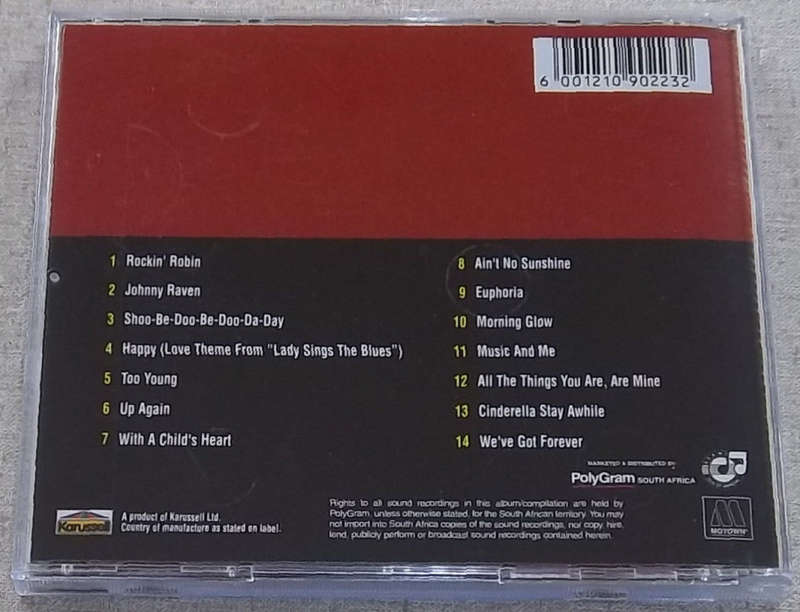 6 001210 902232
1 Rockin' Robin
2 Johnny Raven
3 Shoo-Be-Doo-Be-Doo-Da-Day
4 Happy (Love Theme From "Lady Sings The Blues")
5 Too Young
6 Up Again
7 With A Child's Heart
8 Ain't No Sunshine
9 Euphoria
10 Morning Glow
11 Music And Me
12 All The Things You Are, Are Mine
13 Cinderella Stay Awhile
14 We've Got Forever
MARKETED & DISTRIBUTED BY
PolyGram SOUTH AFRICA
Karussell
A product of Karussell Ltd.
Country of manufacture as stated on label.
Rights to all sound recordings in this album/compilation are held by
PolyGram, unless otherwise stated, for the South African territory. You may
not import into South Africa copies of the sound recordings, nor copy, hire,
lend, publicly perform or broadcast sound recordings contained herein.
MOTOWN